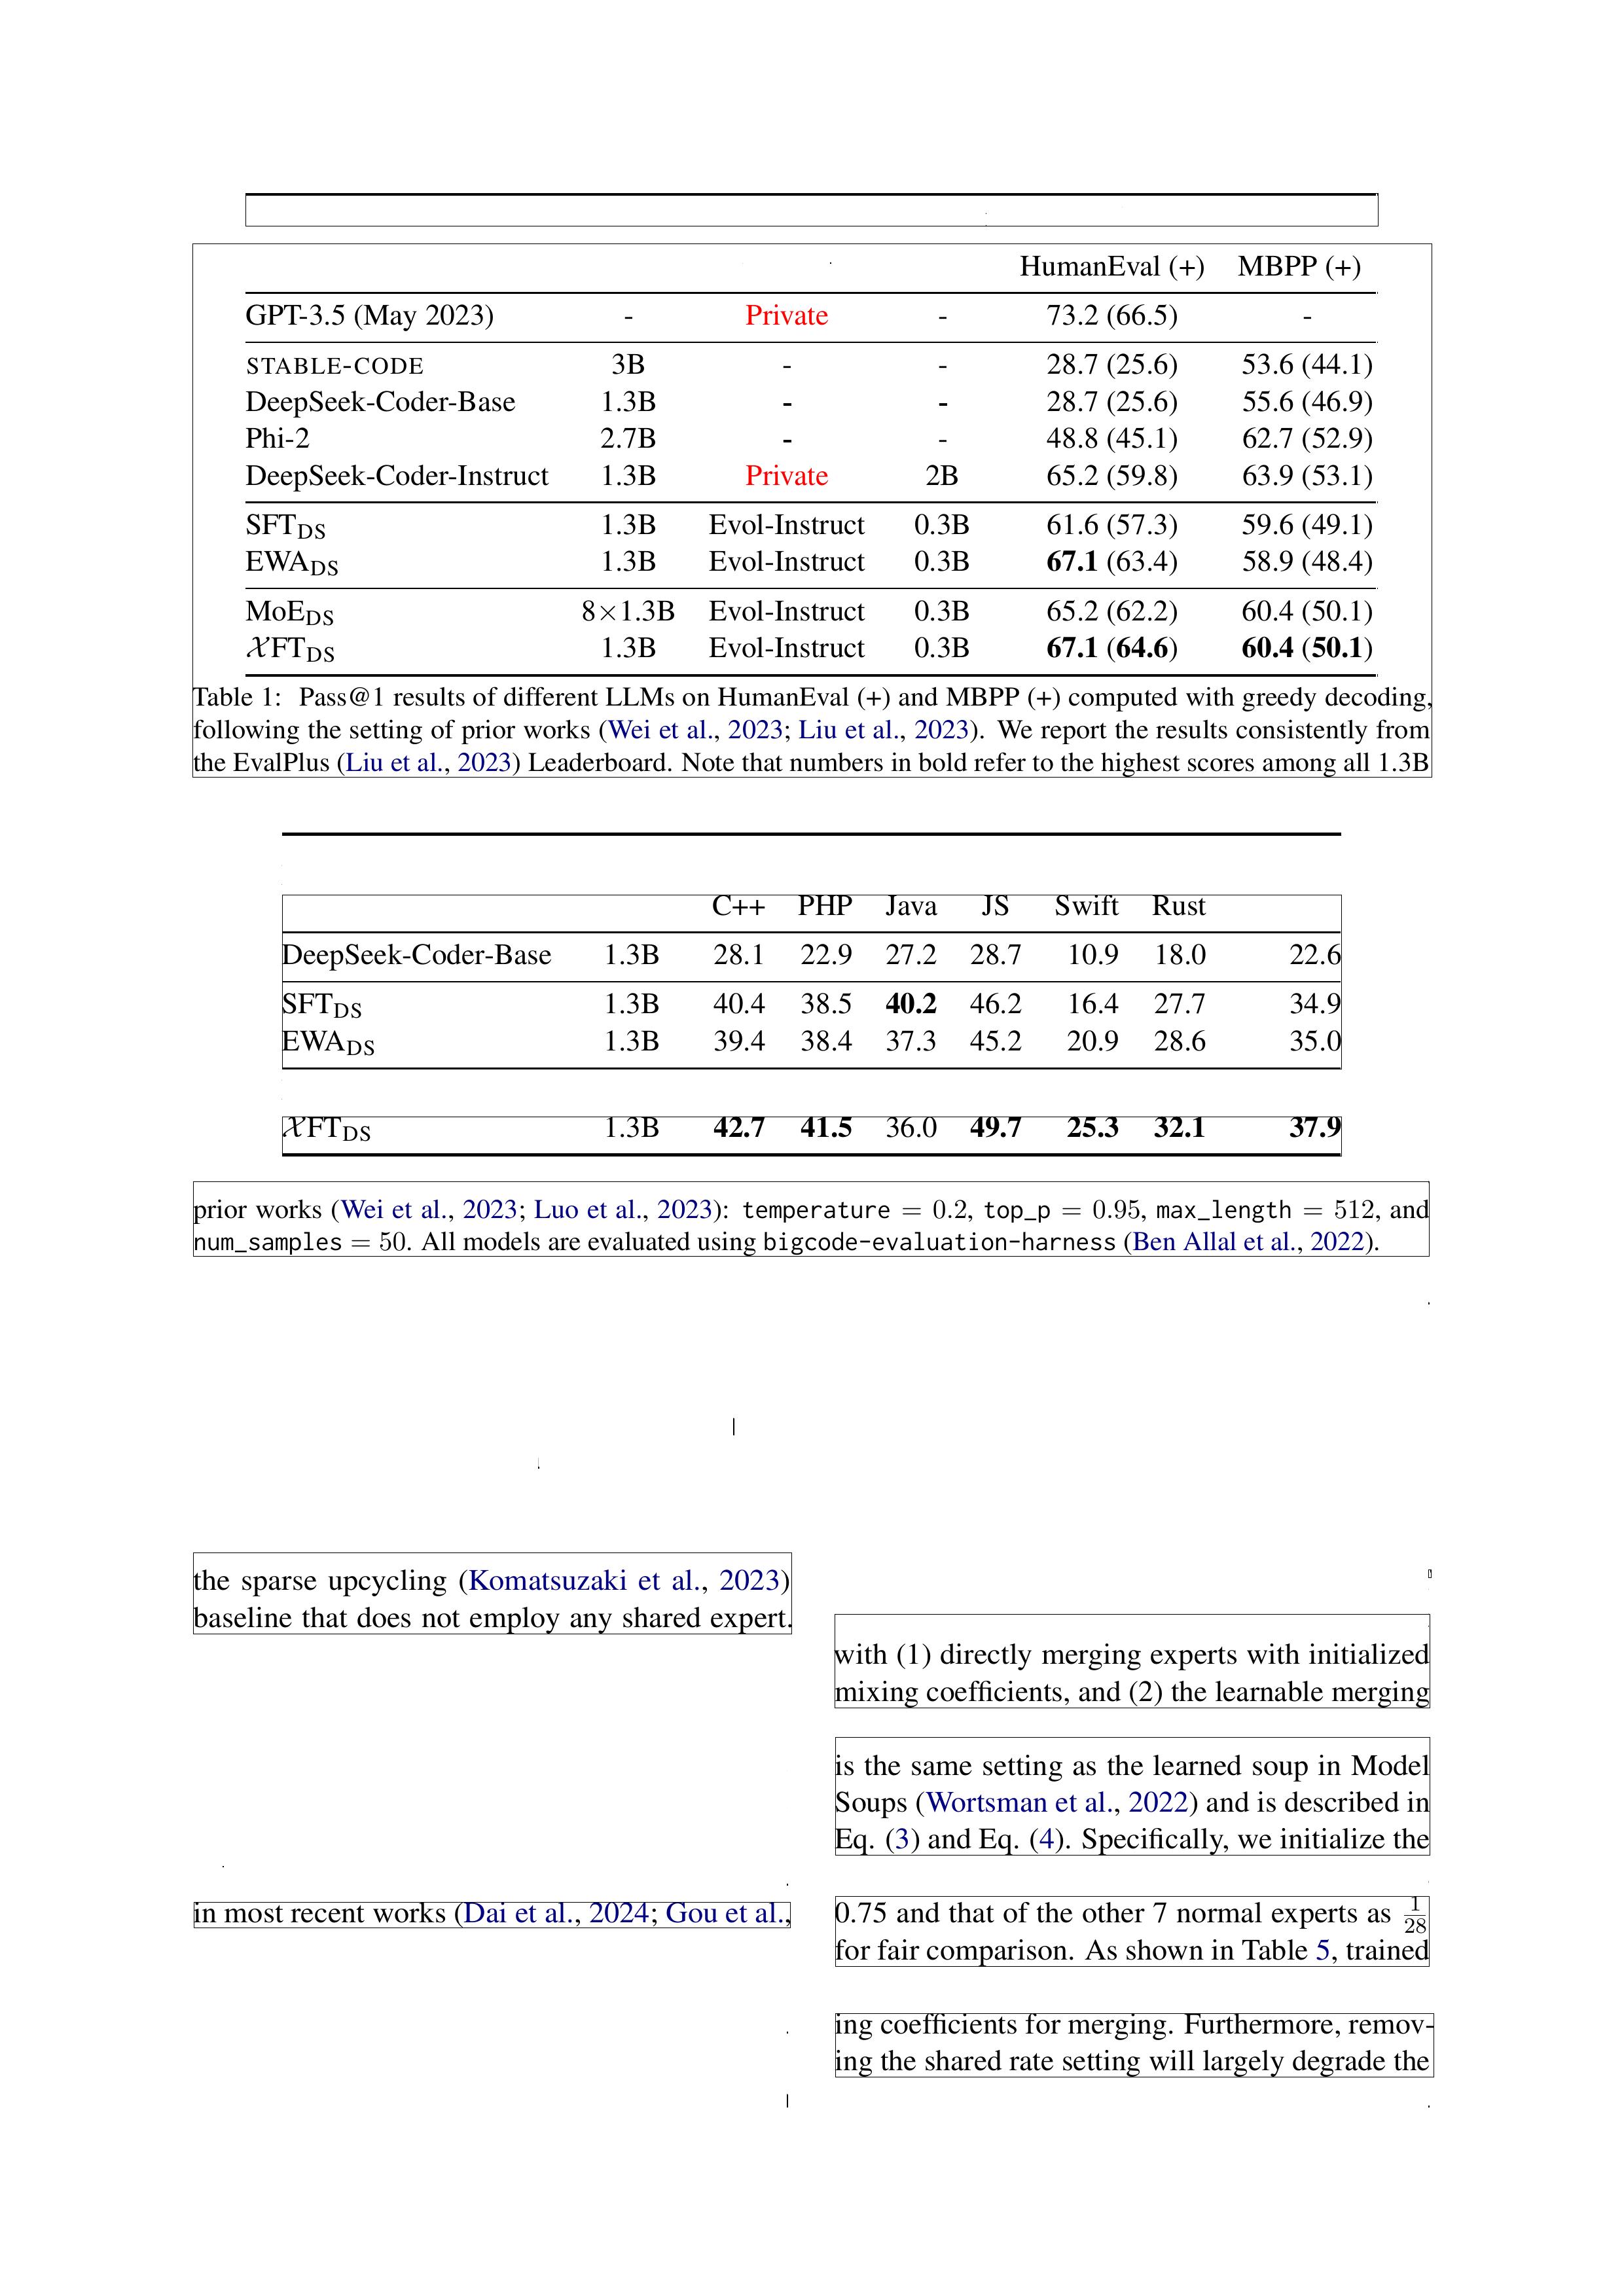 HumanEval (+) MBPP (+)
GPT-3.5 (May 2023) - Private - 73.2 (66.5) -
STABLE-CODE 3B - - 28.7 (25.6) 53.6 (44.1)
DeepSeek-Coder-Base 1.3B - - 28.7 (25.6) 55.6 (46.9)
Phi-2 2.7B - - 48.8 (45.1) 62.7 (52.9)
DeepSeek-Coder-Instruct 1.3B Private 2B 65.2 (59.8) 63.9 (53.1)
SFTDS 1.3B Evol-Instruct 0.3B 61.6 (57.3) 59.6 (49.1)
EWADS 1.3B Evol-Instruct 0.3B 67.1 (63.4) 58.9 (48.4)
MoEDS 8×1.3B Evol-Instruct 0.3B 65.2 (62.2) 60.4 (50.1)
𝒳FTDS 1.3B Evol-Instruct 0.3B 67.1 (64.6) 60.4 (50.1)
Table 1: Pass@1 results of different LLMs on HumanEval (+) and MBPP (+) computed with greedy decoding,
following the setting of prior works (Wei et al., 2023; Liu et al., 2023). We report the results consistently from
the EvalPlus (Liu et al., 2023) Leaderboard. Note that numbers in bold refer to the highest scores among all 1.3B
C++ PHP Java JS Swift Rust
DeepSeek-Coder-Base 1.3B 28.1 22.9 27.2 28.7 10.9 18.0 22.6
SFTDS 1.3B 40.4 38.5 40.2 46.2 16.4 27.7 34.9
EWADS 1.3B 39.4 38.4 37.3 45.2 20.9 28.6 35.0
𝒳FTDS 1.3B 42.7 41.5 36.0 49.7 25.3 32.1 37.9
prior works (Wei et al., 2023; Luo et al., 2023): temperature = 0.2, top_p = 0.95, max_length = 512, and
num_samples = 50. All models are evaluated using bigcode-evaluation-harness (Ben Allal et al., 2022).
the sparse upcycling (Komatsuzaki et al., 2023)
baseline that does not employ any shared expert.
in most recent works (Dai et al., 2024; Gou et al.,
with (1) directly merging experts with initialized
mixing coefficients, and (2) the learnable merging
is the same setting as the learned soup in Model
Soups (Wortsman et al., 2022) and is described in
Eq. (3) and Eq. (4). Specifically, we initialize the
0.75 and that of the other 7 normal experts as 1/28
for fair comparison. As shown in Table 5, trained
ing coefficients for merging. Furthermore, remov-
ing the shared rate setting will largely degrade the